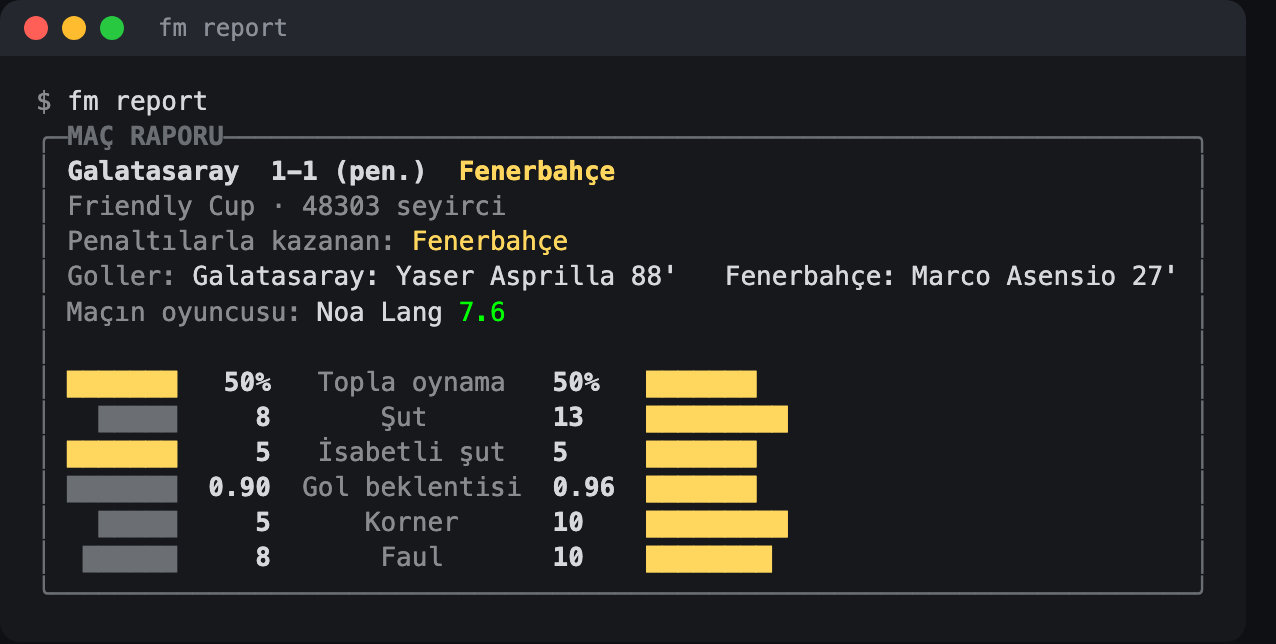 fm report
$ fm report
MAÇ RAPORU
Galatasaray 1–1 (pen.) Fenerbahçe
Friendly Cup · 48303 seyirci
Penaltılarla kazanan: Fenerbahçe
Goller: Galatasaray: Yaser Asprilla 88' Fenerbahçe: Marco Asensio 27'
Maçın oyuncusu: Noa Lang 7.6
50% Topla oynama 50%
8 Şut 13
5 İsabetli şut 5
0.90 Gol beklentisi 0.96
5 Korner 10
8 Faul 10